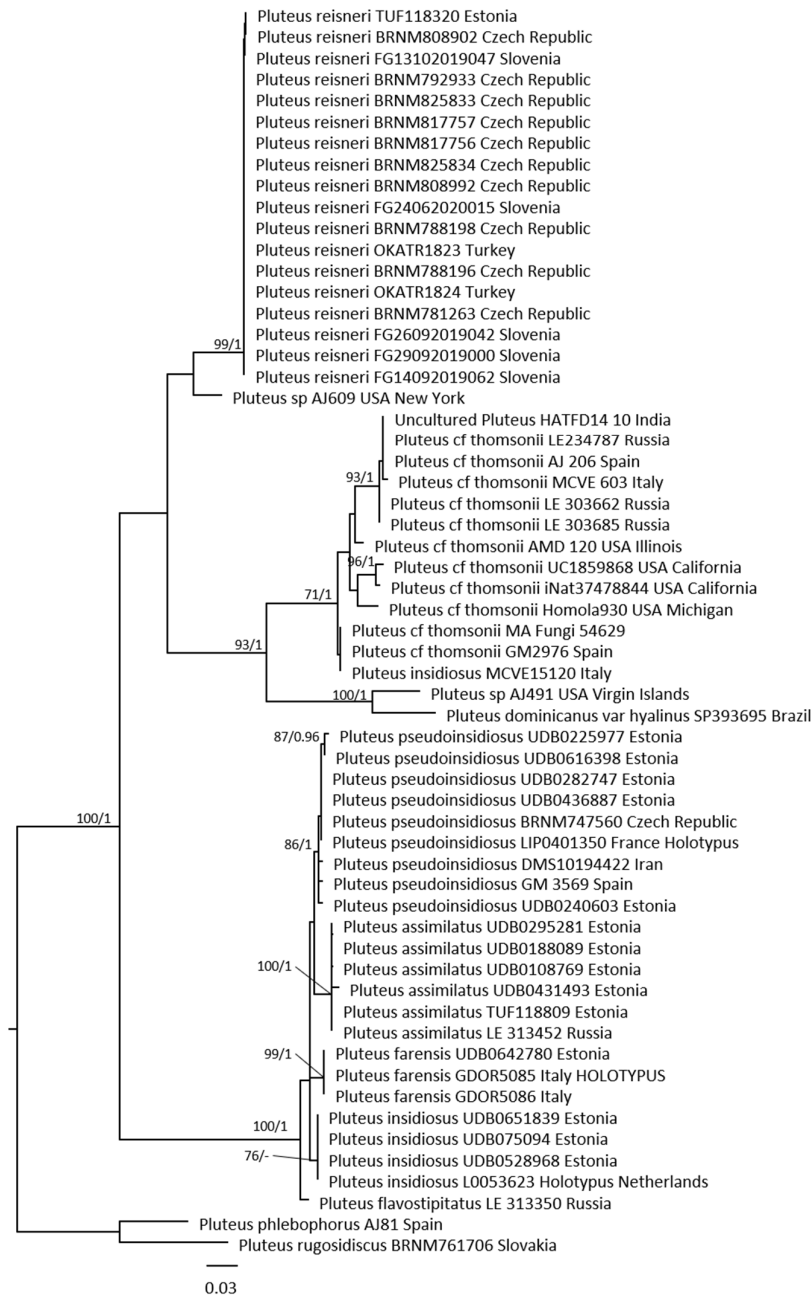 Pluteus reisneri TUF118320 Estonia
Pluteus reisneri BRNM808902 Czech Republic
Pluteus reisneri FG13102019047 Slovenia
Pluteus reisneri BRNM792933 Czech Republic
Pluteus reisneri BRNM825833 Czech Republic
Pluteus reisneri BRNM817757 Czech Republic
Pluteus reisneri BRNM817756 Czech Republic
Pluteus reisneri BRNM825834 Czech Republic
Pluteus reisneri BRNM808992 Czech Republic
Pluteus reisneri FG24062020015 Slovenia
Pluteus reisneri BRNM788198 Czech Republic
Pluteus reisneri OKATR1823 Turkey
Pluteus reisneri BRNM788196 Czech Republic
Pluteus reisneri OKATR1824 Turkey
Pluteus reisneri BRNM781263 Czech Republic
Pluteus reisneri FG26092019042 Slovenia
99/1
Pluteus reisneri FG29092019000 Slovenia
Pluteus reisneri FG14092019062 Slovenia
Pluteus sp AJ609 USA New York
Uncultured Pluteus HATFD14 10 India
Pluteus cf thomsonii LE234787 Russia
Pluteus cf thomsonii AJ 206 Spain
93/1
Pluteus cf thomsonii MCVE 603 Italy
Pluteus cf thomsonii LE 303662 Russia
Pluteus cf thomsonii LE 303685 Russia
Pluteus cf thomsonii AMD 120 USA Illinois
96/1
Pluteus cf thomsonii UC1859868 USA California
Pluteus cf thomsonii iNat37478844 USA California
71/1
Pluteus cf thomsonii Homola930 USA Michigan
Pluteus cf thomsonii MA Fungi 54629
93/1
Pluteus cf thomsonii GM2976 Spain
Pluteus insidiosus MCVE15120 Italy
100/1
Pluteus sp AJ491 USA Virgin Islands
Pluteus dominicanus var hyalinus SP393695 Brazil
87/0.96
Pluteus pseudoinsidiosus UDB0225977 Estonia
Pluteus pseudoinsidiosus UDB0616398 Estonia
Pluteus pseudoinsidiosus UDB0282747 Estonia
Pluteus pseudoinsidiosus UDB0436887 Estonia
100/1
Pluteus pseudoinsidiosus BRNM747560 Czech Republic
86/1
Pluteus pseudoinsidiosus LIP0401350 France Holotypus
Pluteus pseudoinsidiosus DMS10194422 Iran
Pluteus pseudoinsidiosus GM 3569 Spain
Pluteus pseudoinsidiosus UDB0240603 Estonia
Pluteus assimilatus UDB0295281 Estonia
Pluteus assimilatus UDB0188089 Estonia
100/1
Pluteus assimilatus UDB0108769 Estonia
Pluteus assimilatus UDB0431493 Estonia
Pluteus assimilatus TUF118809 Estonia
Pluteus assimilatus LE 313452 Russia
99/1
Pluteus farensis UDB0642780 Estonia
Pluteus farensis GDOR5085 Italy HOLOTYPUS
Pluteus farensis GDOR5086 Italy
100/1
Pluteus insidiosus UDB0651839 Estonia
Pluteus insidiosus UDB075094 Estonia
76/-
Pluteus insidiosus UDB0528968 Estonia
Pluteus insidiosus L0053623 Holotypus Netherlands
Pluteus flavostipitatus LE 313350 Russia
Pluteus phlebophorus AJ81 Spain
Pluteus rugosidiscus BRNM761706 Slovakia
0.03